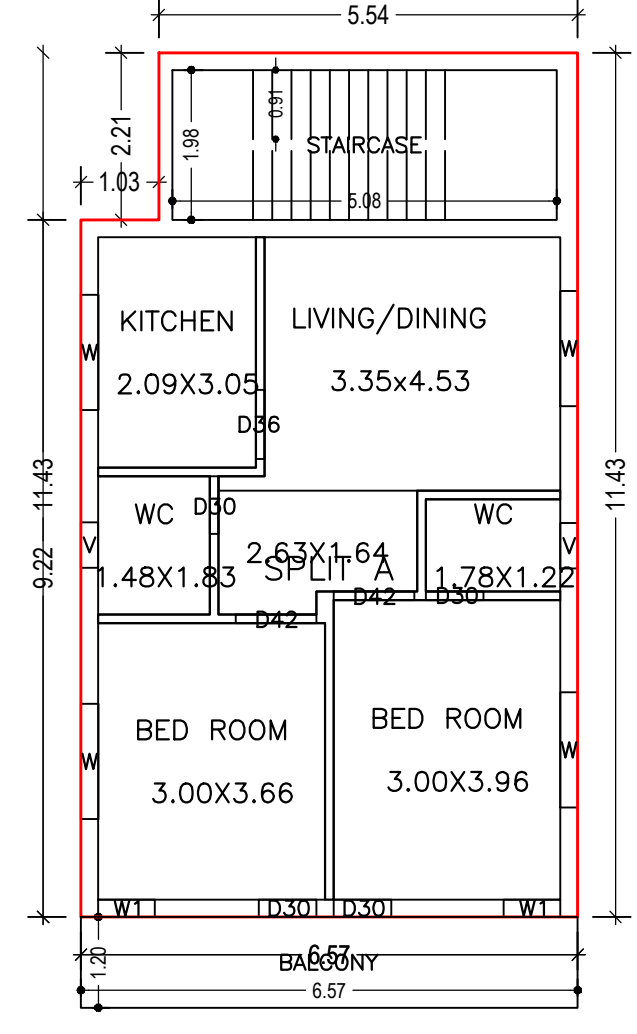 5.54
2.21
1.98
0.91
STAIRCASE
1.03
5.08
KITCHEN
LIVING/DINING
W
W
2.09X3.05
3.35x4.53
D36
11.43
11.43
9.22
D30
WC
WC
V
V
2.63X1.64
SPLIT A
1.48X1.83
1.78X1.22
D42
D30
D42
BED ROOM
BED ROOM
W
W
3.00X3.66
3.00X3.96
W1
D30
D30
W1
6.57
BALCONY
1.20
6.57